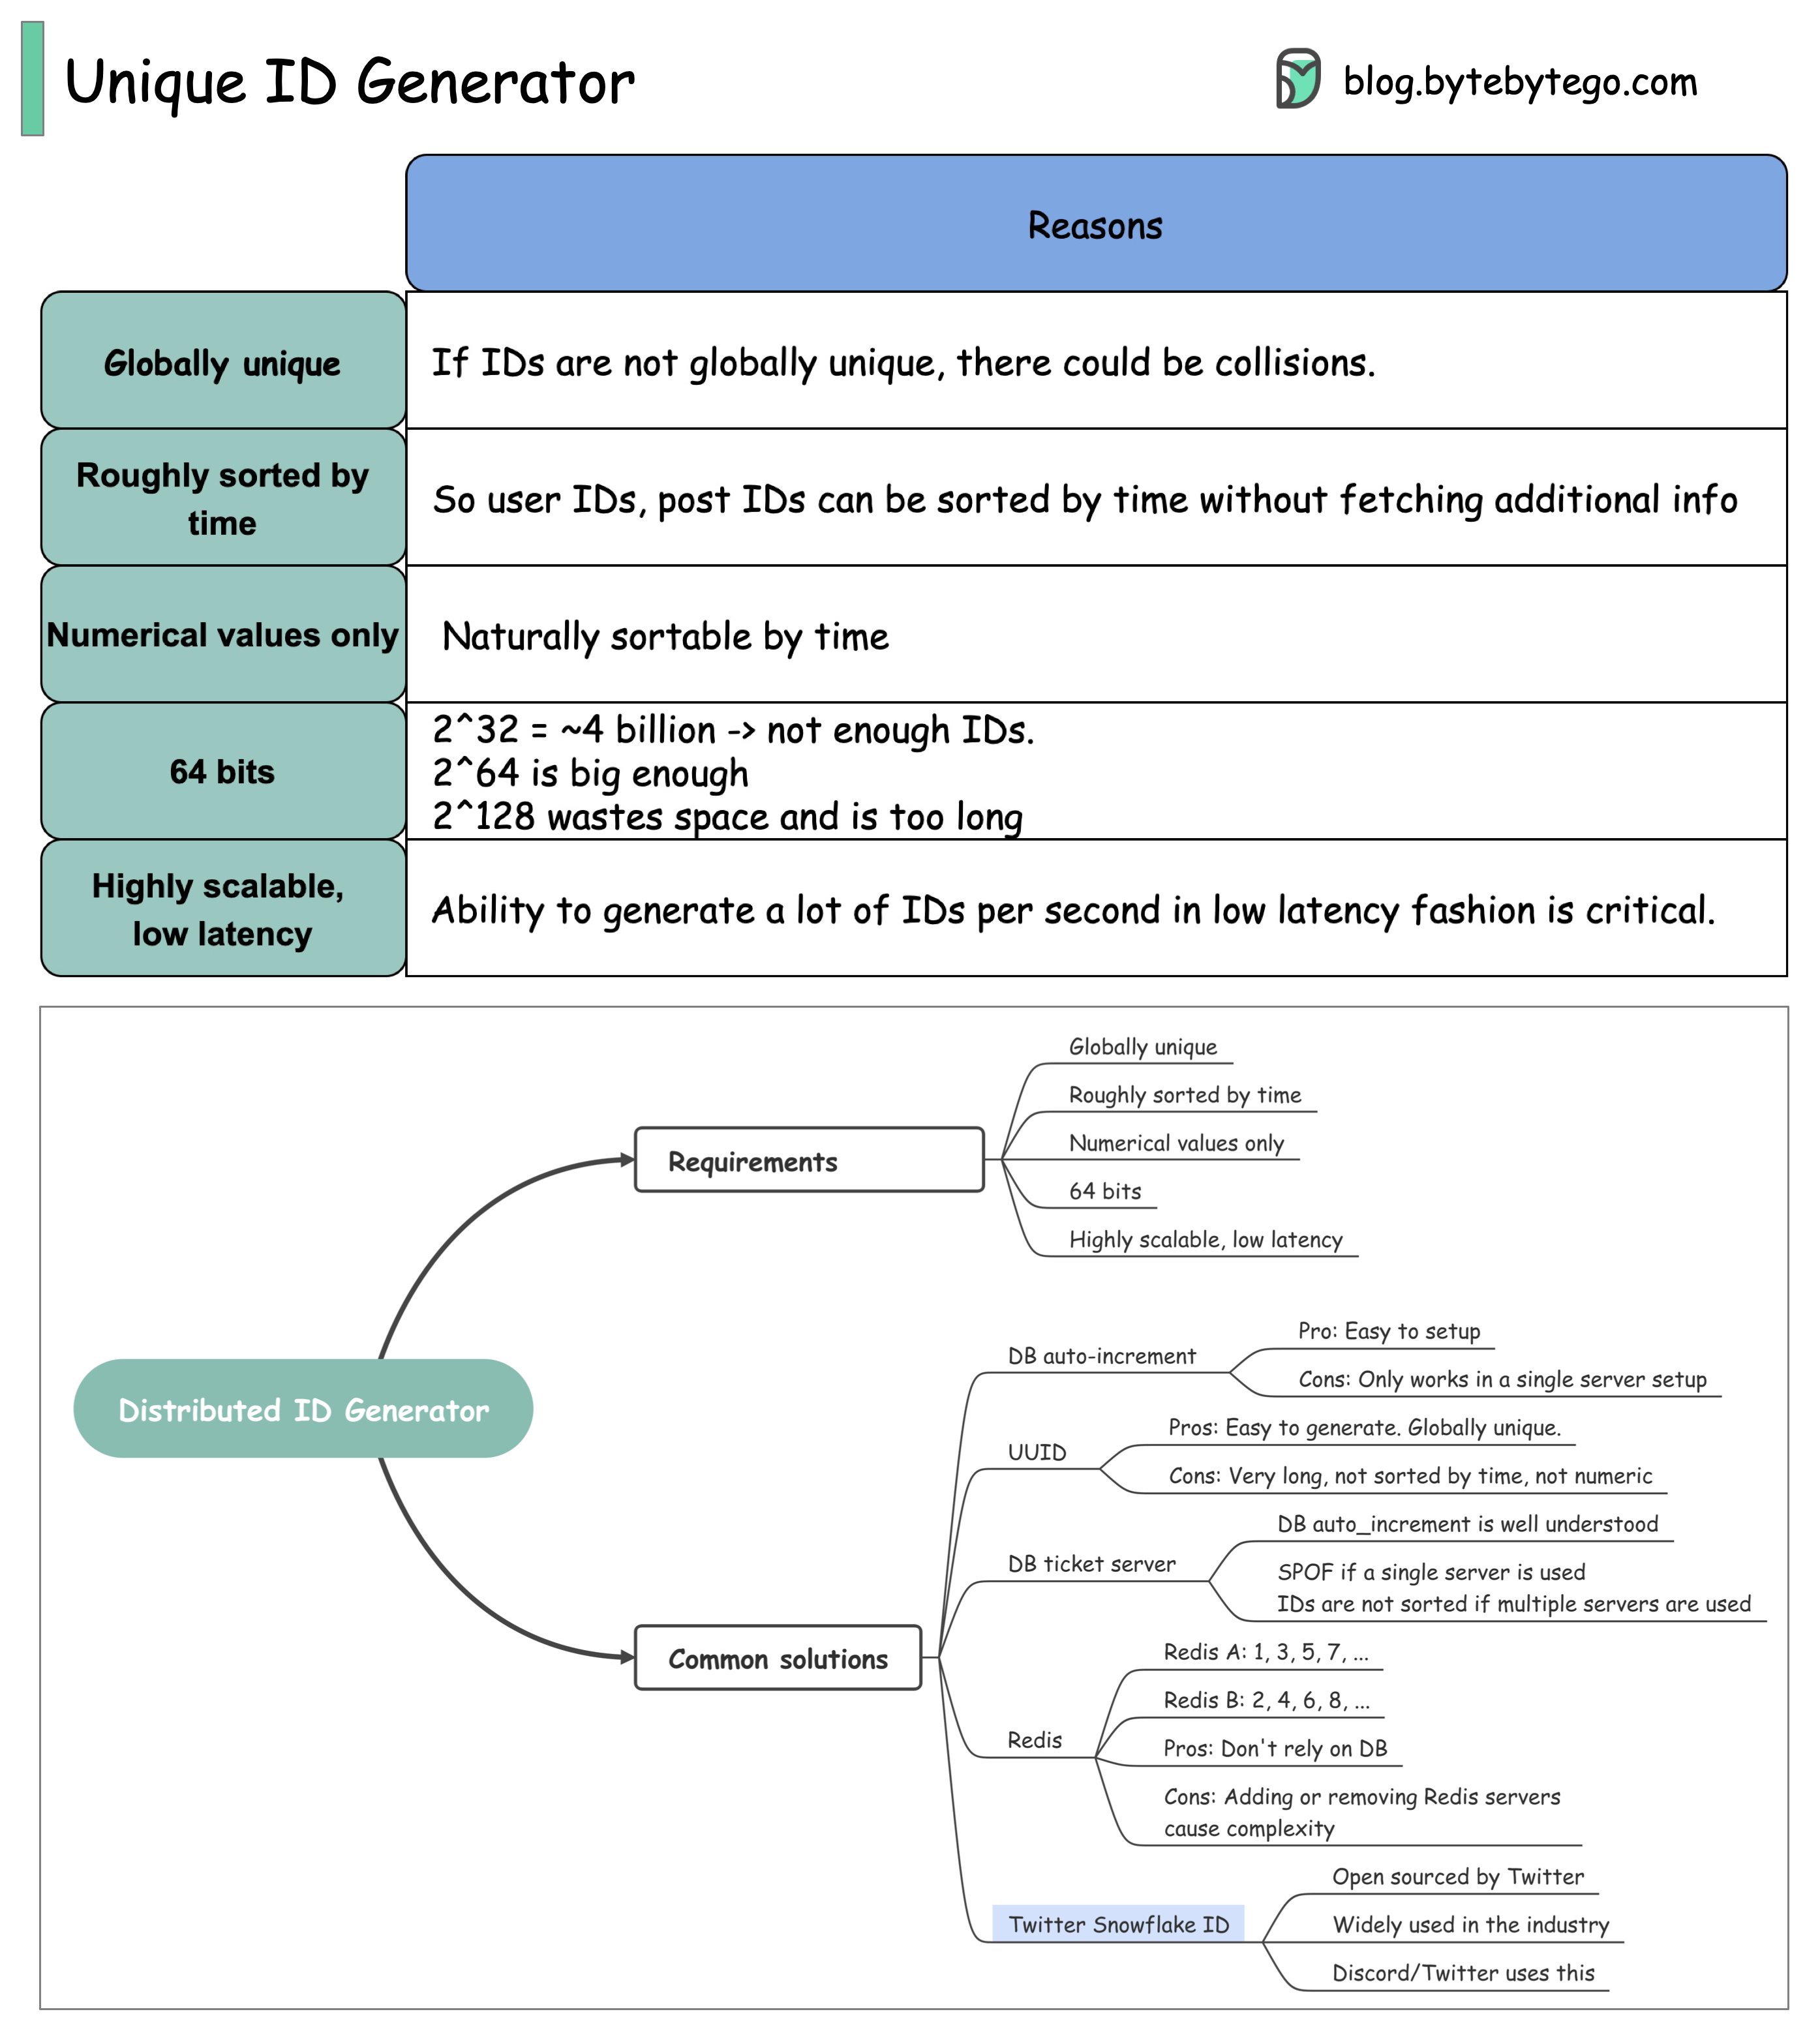 Unique ID Generator
blog.bytebytego.com
Reasons
Globally unique
If IDs are not globally unique, there could be collisions.
Roughly sorted by
time
So user IDs, post IDs can be sorted by time without fetching additional info
Numerical values only
Naturally sortable by time
64 bits
2^32 = ~4 billion -> not enough IDs.
2^64 is big enough
2^128 wastes space and is too long
Highly scalable,
low latency
Ability to generate a lot of IDs per second in low latency fashion is critical.
Distributed ID Generator
Requirements
Globally unique
Roughly sorted by time
Numerical values only
64 bits
Highly scalable, low latency
Common solutions
DB auto-increment
Pro: Easy to setup
Cons: Only works in a single server setup
UUID
Pros: Easy to generate. Globally unique.
Cons: Very long, not sorted by time, not numeric
DB ticket server
DB auto_increment is well understood
SPOF if a single server is used
IDs are not sorted if multiple servers are used
Redis
Redis A: 1, 3, 5, 7, ...
Redis B: 2, 4, 6, 8, ...
Pros: Don't rely on DB
Cons: Adding or removing Redis servers
cause complexity
Twitter Snowflake ID
Open sourced by Twitter
Widely used in the industry
Discord/Twitter uses this